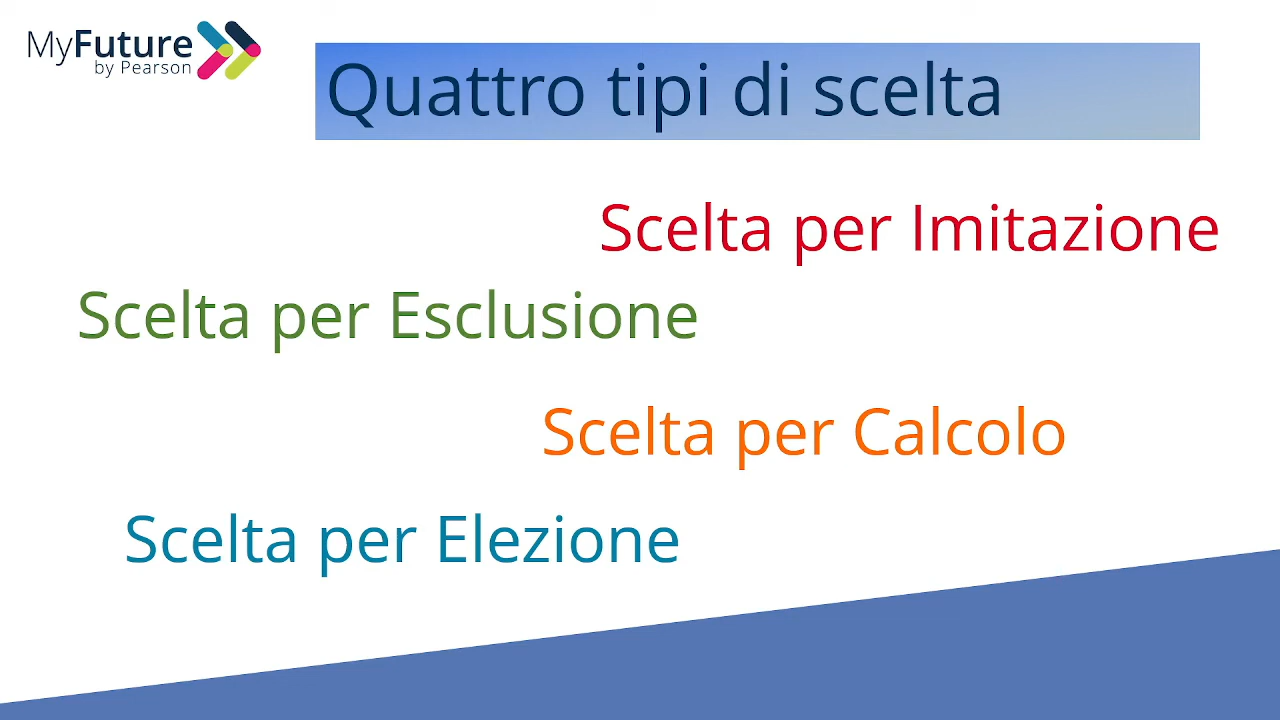 MyFuture
by Pearson
Quattro tipi di scelta
Scelta per Imitazione
Scelta per Esclusione
Scelta per Calcolo
Scelta per Elezione